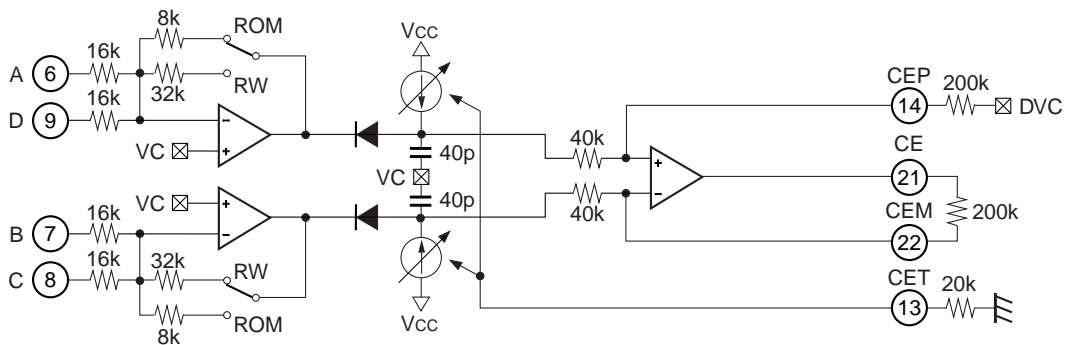 8k
ROM
16k
A 6
32k
RW
16k
D 9
VC
Vcc
40p
VC
40p
Vcc
40k
40k
CEP
200k
14
DVC
CE
21
200k
CEM
22
CET
20k
13
VC
16k
B 7
16k
C 8
32k
RW
8k
ROM